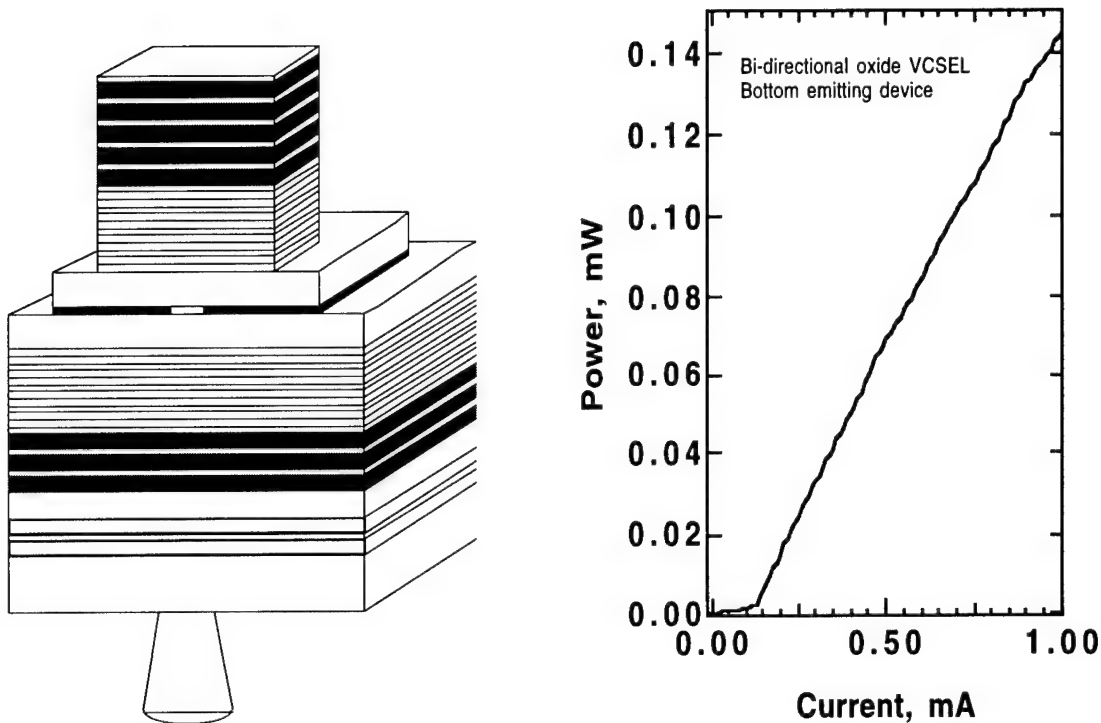 Bi-directional oxide VCSEL
Bottom emitting device
0.14
0.12
0.10
0.08
0.06
0.04
0.02
0.00
Power, mW
0.00 0.50 1.00
Current, mA